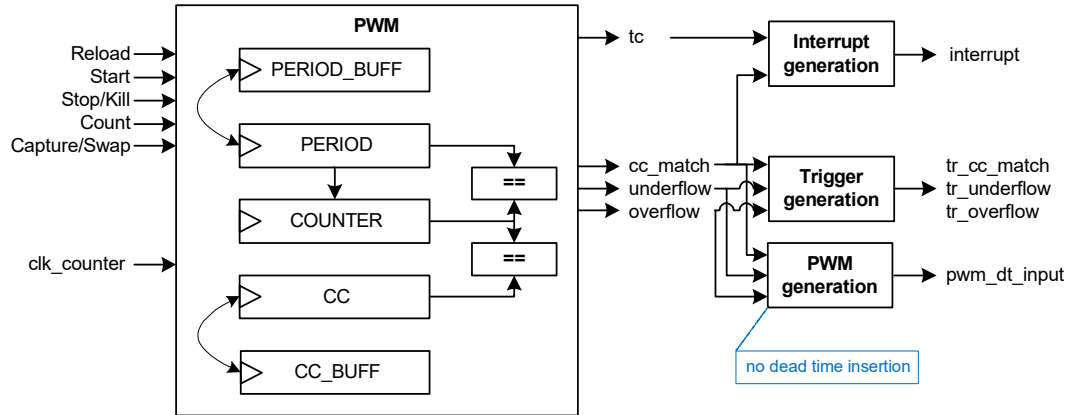 PWM
Reload
Start
Stop/Kill
Count
Capture/Swap
clk_counter
PERIOD_BUFF
PERIOD
==
COUNTER
==
CC
CC_BUFF
tc
cc_match
underflow
overflow
Interrupt
generation
interrupt
Trigger
generation
tr_cc_match
tr_underflow
tr_overflow
PWM
generation
pwm_dt_input
no dead time insertion